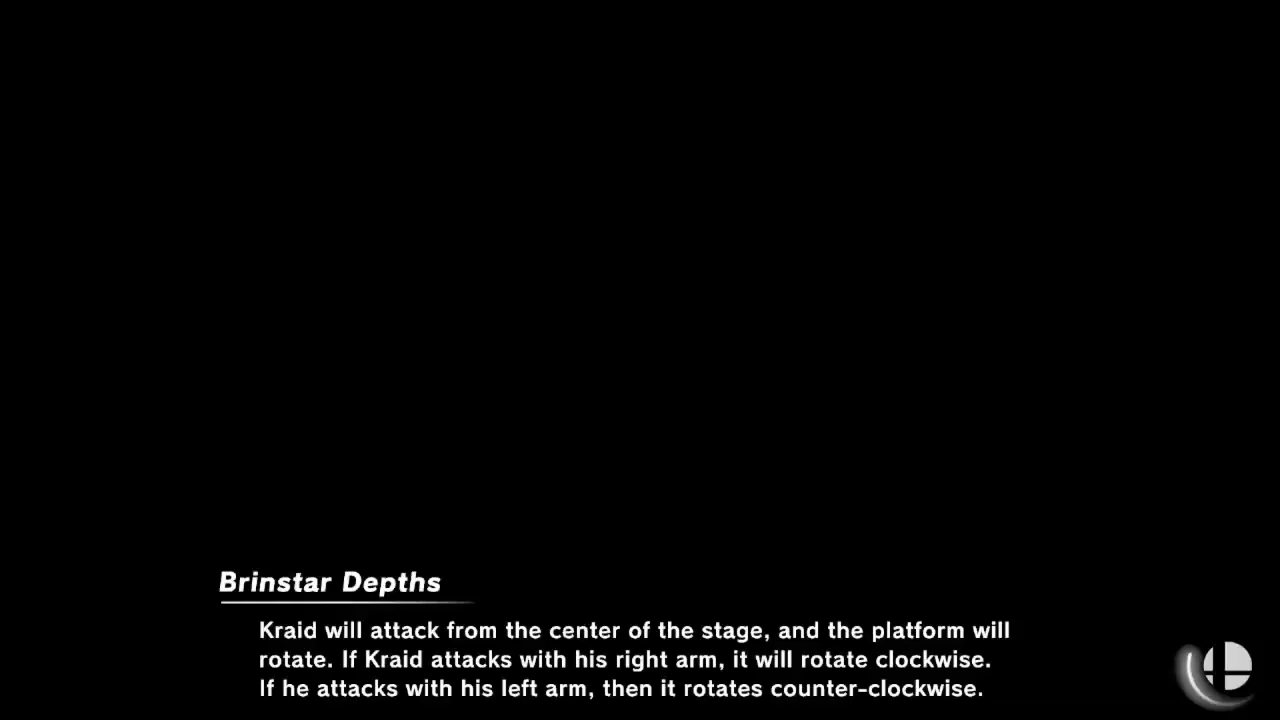 Brinstar Depths
Kraid will attack from the center of the stage, and the platform will
rotate. If Kraid attacks with his right arm, it will rotate clockwise.
If he attacks with his left arm, then it rotates counter-clockwise.